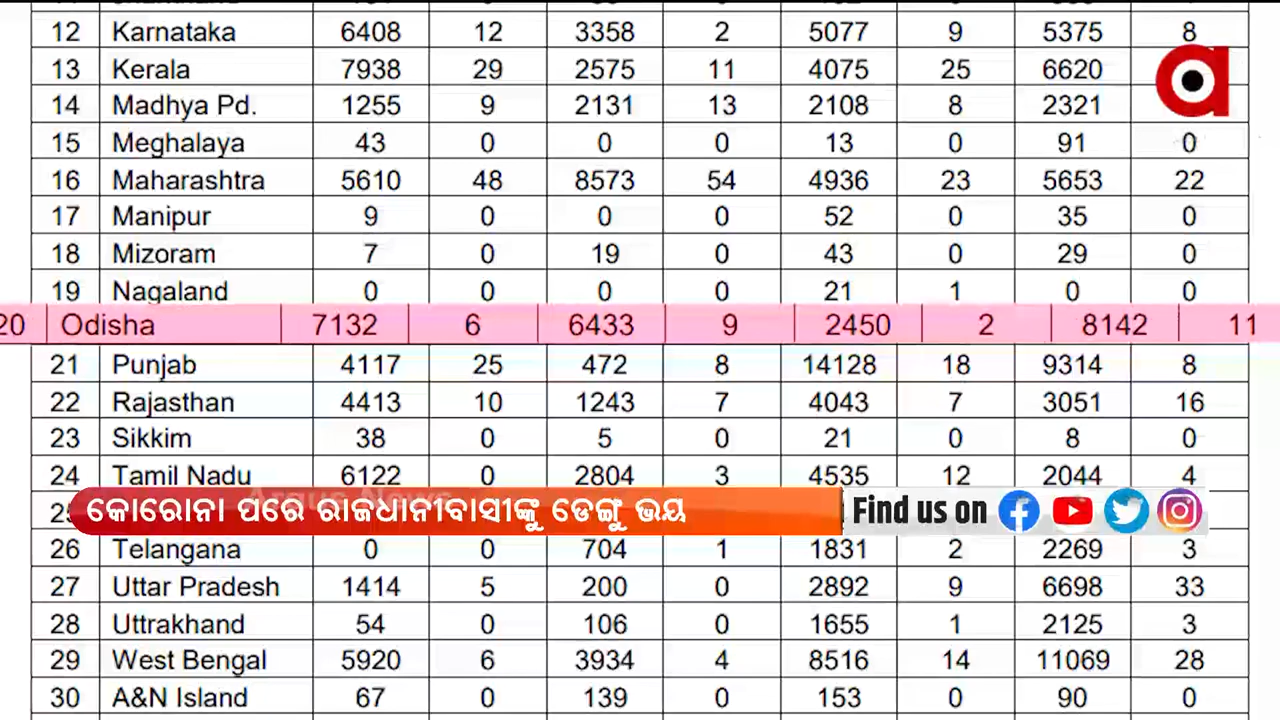 12 Karnataka 6408 12 3358 2 5077 9 5375 8
13 Kerala 7938 29 2575 11 4075 25 6620
14 Madhya Pd. 1255 9 2131 13 2108 8 2321
15 Meghalaya 43 0 0 0 13 0 91 0
16 Maharashtra 5610 48 8573 54 4936 23 5653 22
17 Manipur 9 0 0 0 52 0 35 0
18 Mizoram 7 0 19 0 43 0 29 0
19 Nagaland 0 0 0 0 21 1 0 0
20 Odisha 7132 6 6433 9 2450 2 8142 11
21 Punjab 4117 25 472 8 14128 18 9314 8
22 Rajasthan 4413 10 1243 7 4043 7 3051 16
23 Sikkim 38 0 5 0 21 0 8 0
24 Tamil Nadu 6122 0 2804 3 4535 12 2044 4
Argus News
କୋରୋନା ପରେ ରାଜଧାନୀବାସୀଙ୍କୁ ଡେଙ୍ଗୁ ଭୟ Find us on
26 Telangana 0 0 704 1 1831 2 2269 3
27 Uttar Pradesh 1414 5 200 0 2892 9 6698 33
28 Uttrakhand 54 0 106 0 1655 1 2125 3
29 West Bengal 5920 6 3934 4 8516 14 11069 28
30 A&N Island 67 0 139 0 153 0 90 0